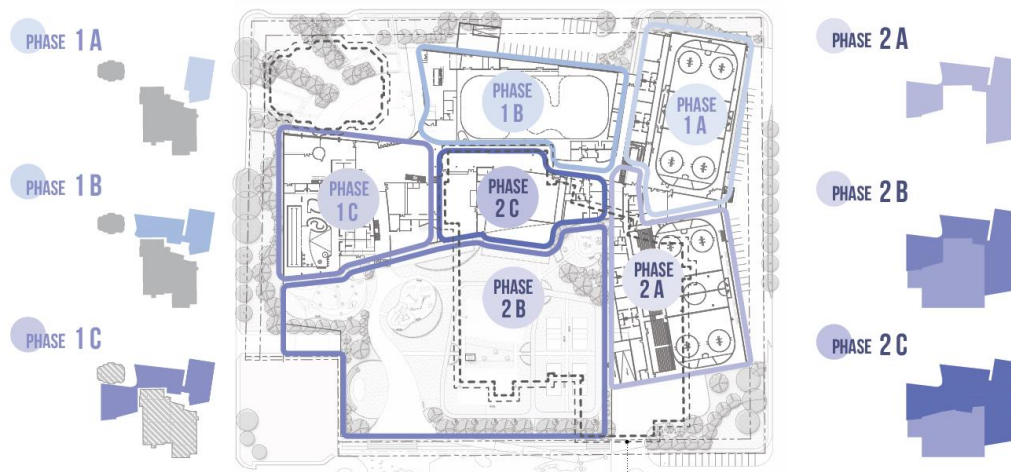 PHASE 1 A
PHASE 1 B
PHASE 1 C
PHASE
1 B
PHASE
1 A
PHASE
1 C
PHASE
2 C
PHASE
2 A
PHASE
2 B
PHASE 2 A
PHASE 2 B
PHASE 2 C